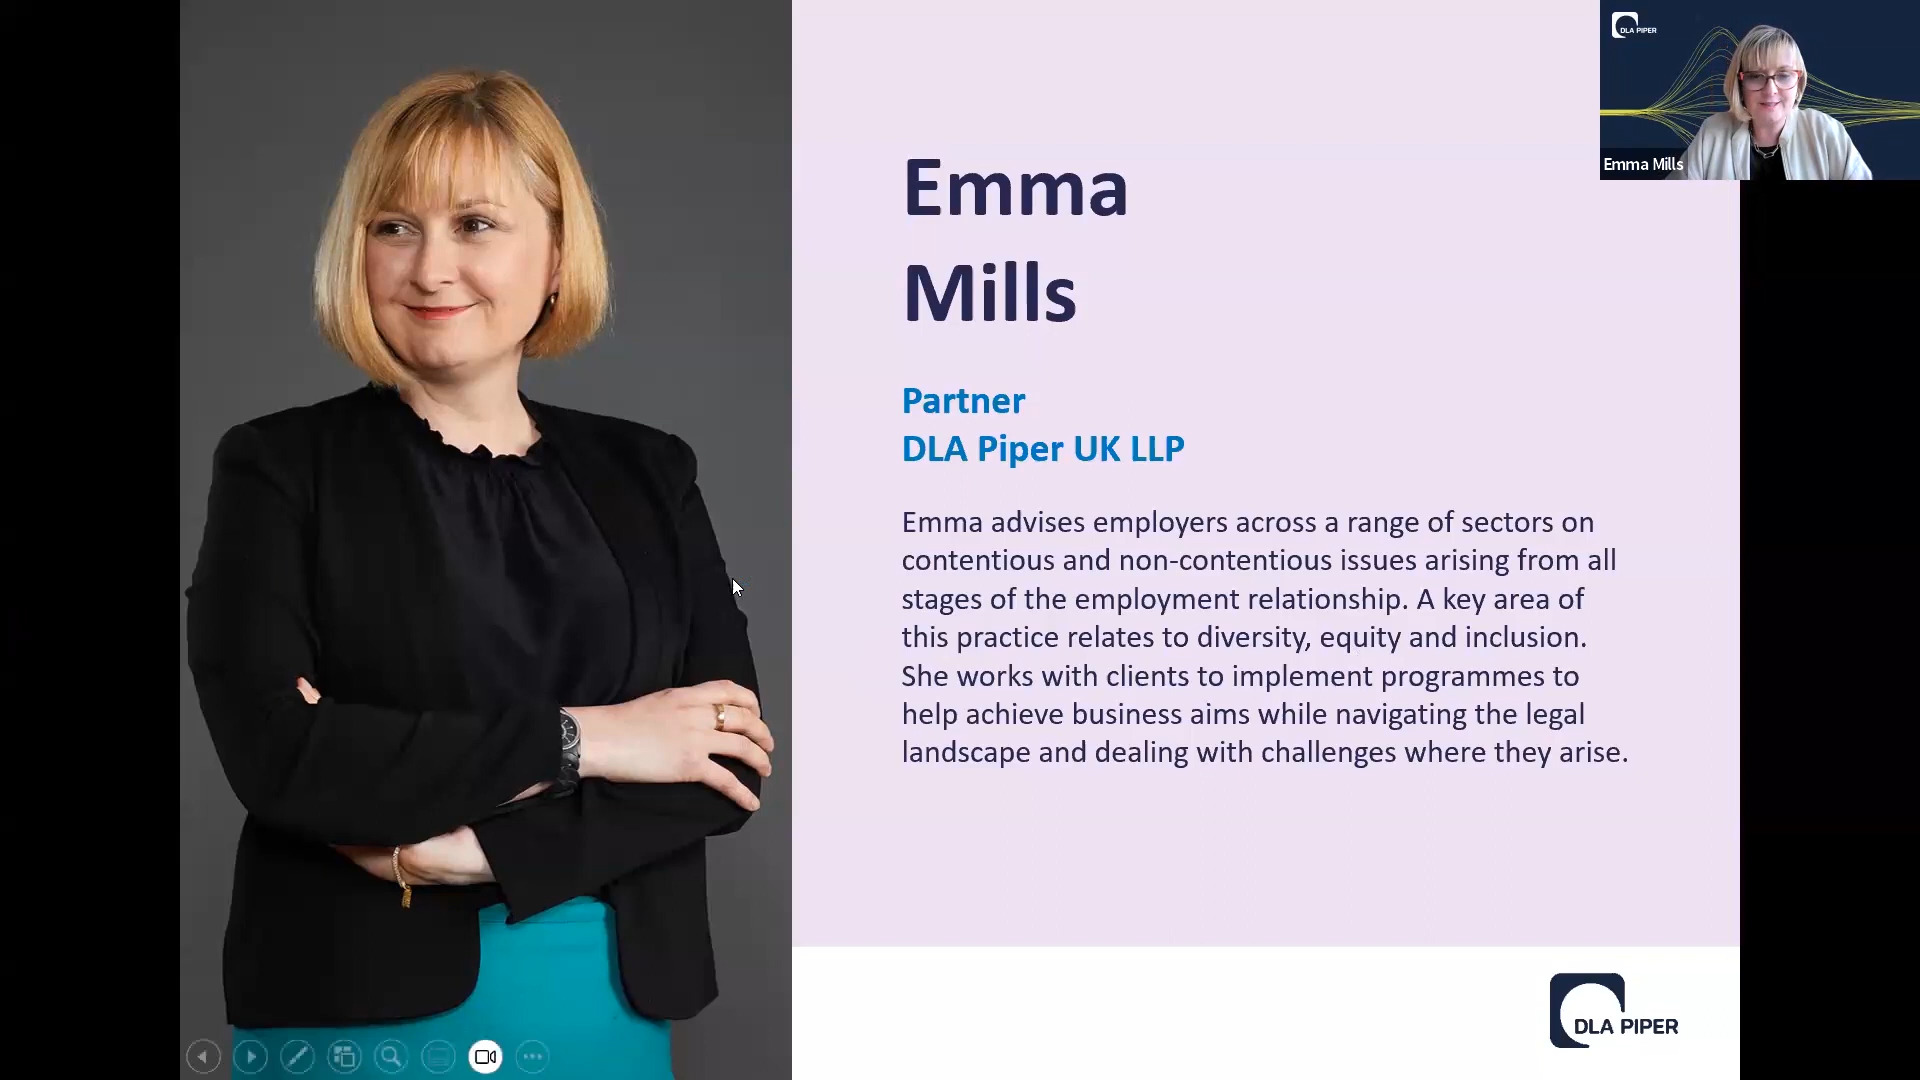 DLA PIPER
Emma Mills
Emma
Mills
Partner
DLA Piper UK LLP
Emma advises employers across a range of sectors on
contentious and non-contentious issues arising from all
stages of the employment relationship. A key area of
this practice relates to diversity, equity and inclusion.
She works with clients to implement programmes to
help achieve business aims while navigating the legal
landscape and dealing with challenges where they arise.
DLA PIPER